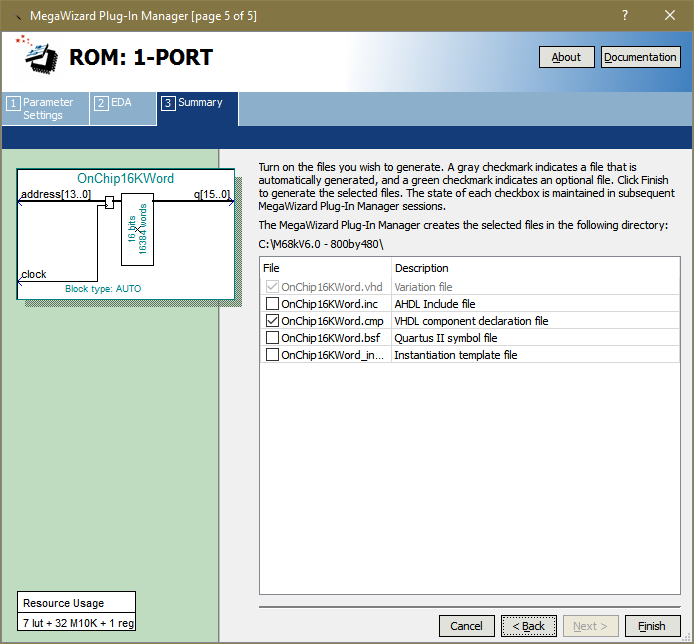 MegaWizard Plug-In Manager [page 5 of 5]
?
ROM: 1-PORT
About
Documentation
1 Parameter Settings
2 EDA
3 Summary
OnChip16KWord
address[13..0]
q[15..0]
16 bits
16384 words
clock
Block type: AUTO
Turn on the files you wish to generate. A gray checkmark indicates a file that is
automatically generated, and a green checkmark indicates an optional file. Click Finish
to generate the selected files. The state of each checkbox is maintained in subsequent
MegaWizard Plug-In Manager sessions.
The MegaWizard Plug-In Manager creates the selected files in the following directory:
C:\M68kV6.0 - 800by480\
File Description
OnChip16KWord.vhd Variation file
OnChip16KWord.inc AHDL Include file
OnChip16KWord.cmp VHDL component declaration file
OnChip16KWord.bsf Quartus II symbol file
OnChip16KWord_in... Instantiation template file
Resource Usage
7 lut + 32 M10K + 1 reg
Cancel
< Back
Next >
Finish